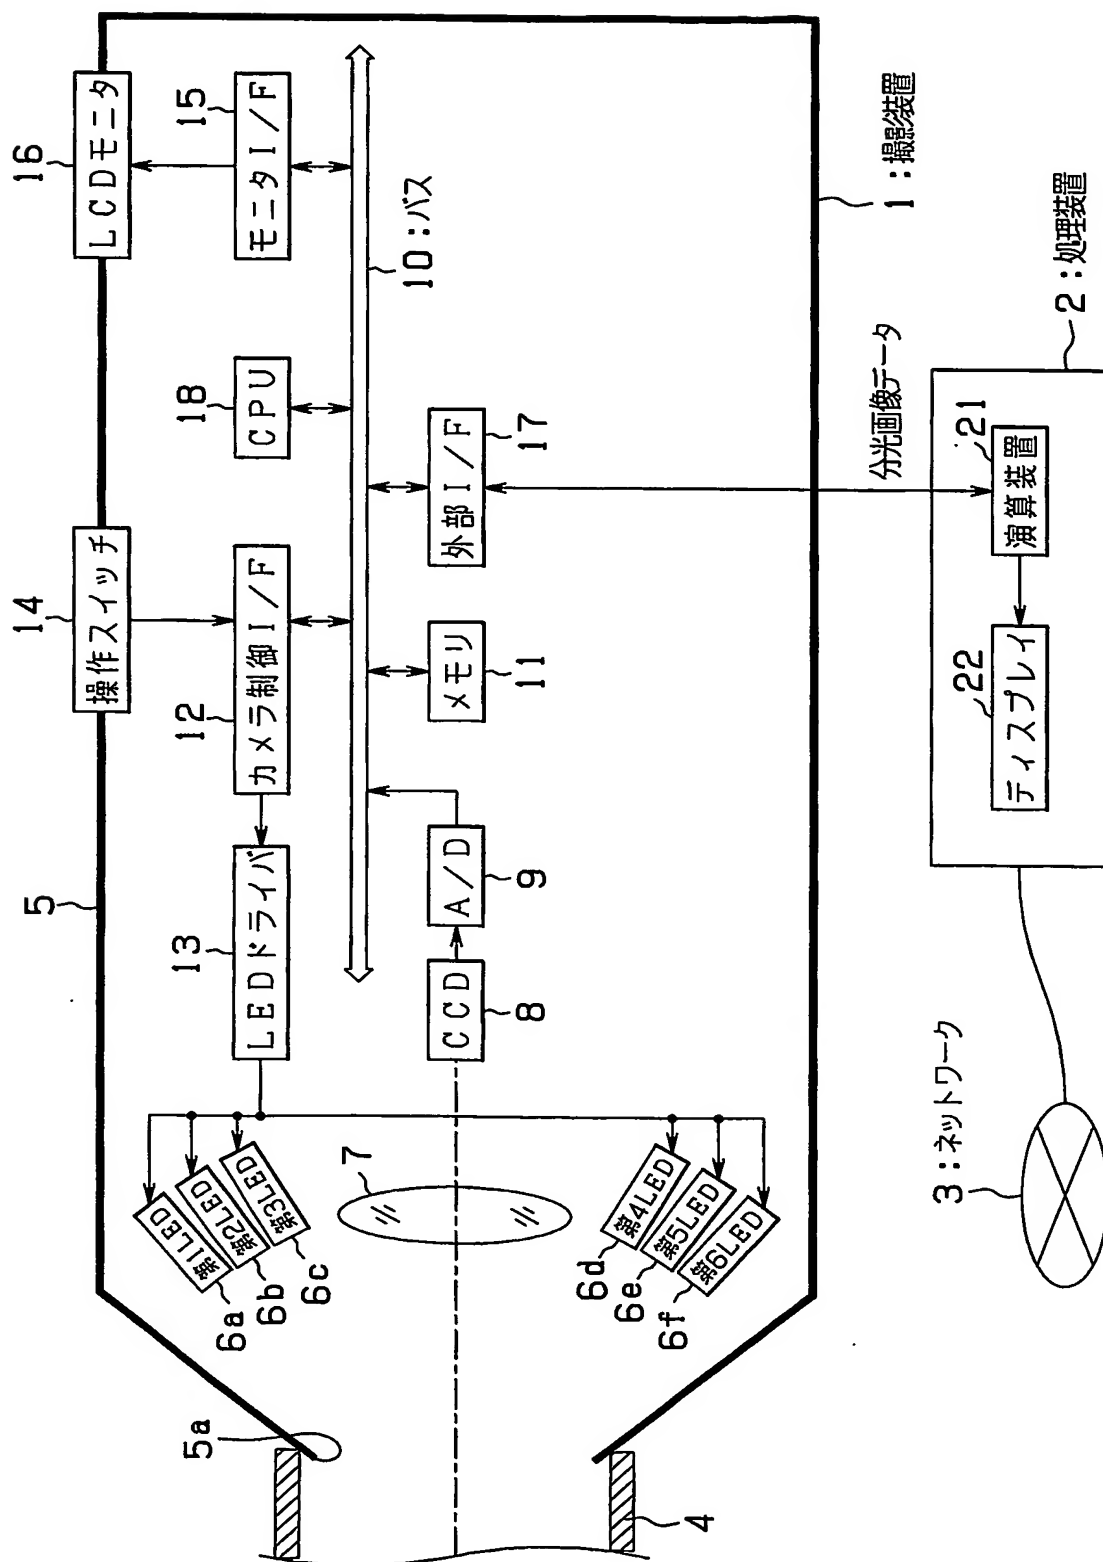 5
14
操作スイッチ
16
LCDモニタ
13
LEDドライバ
12
カメラ制御I/F
18
CPU
15
モニタI/F
10:バス
第1LED
6a
第2LED
6b
第3LED
6c
7
5a
CCD
8
A/D
9
メモリ
11
外部I/F
17
第4LED
6d
第5LED
6e
第6LED
6f
4
1:撮影装置
分光画像データ
3:ネットワーク
2:処理装置
ディスプレイ
22
演算装置
21